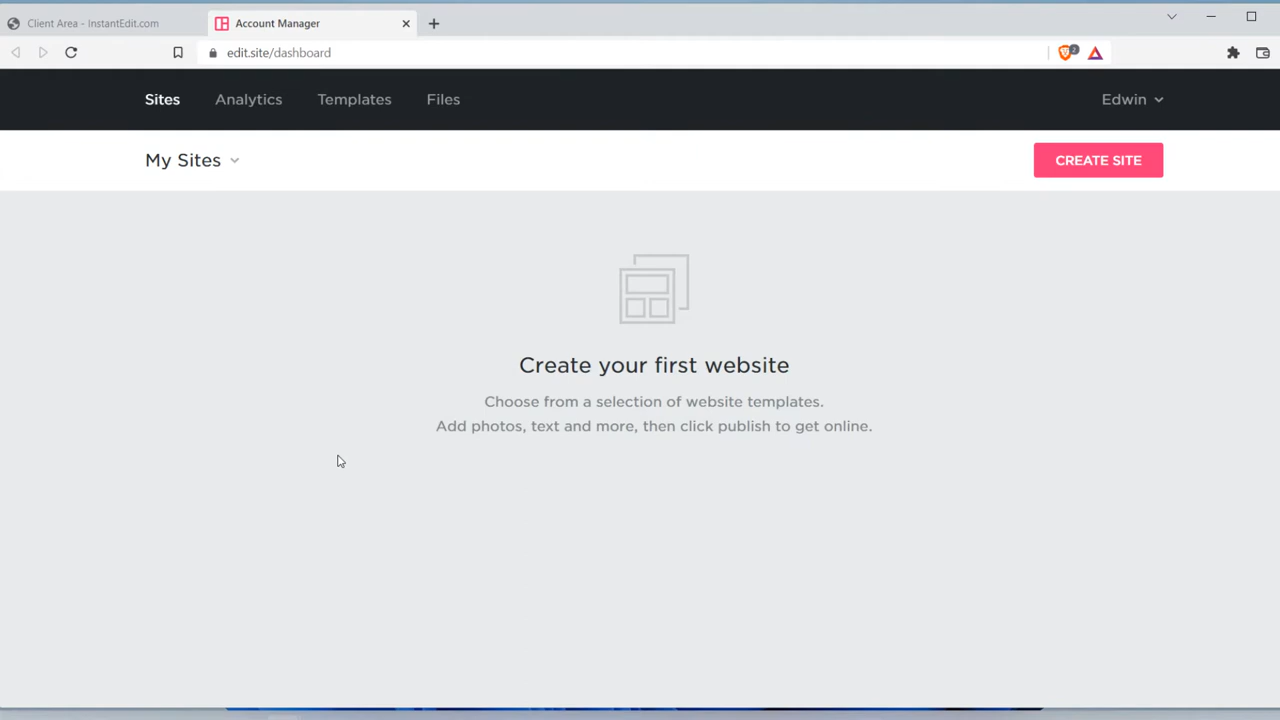 Client Area - InstantEdit.com
Account Manager
edit.site/dashboard
2
Sites
Analytics
Templates
Files
Edwin
My Sites
CREATE SITE
Create your first website
Choose from a selection of website templates.
Add photos, text and more, then click publish to get online.